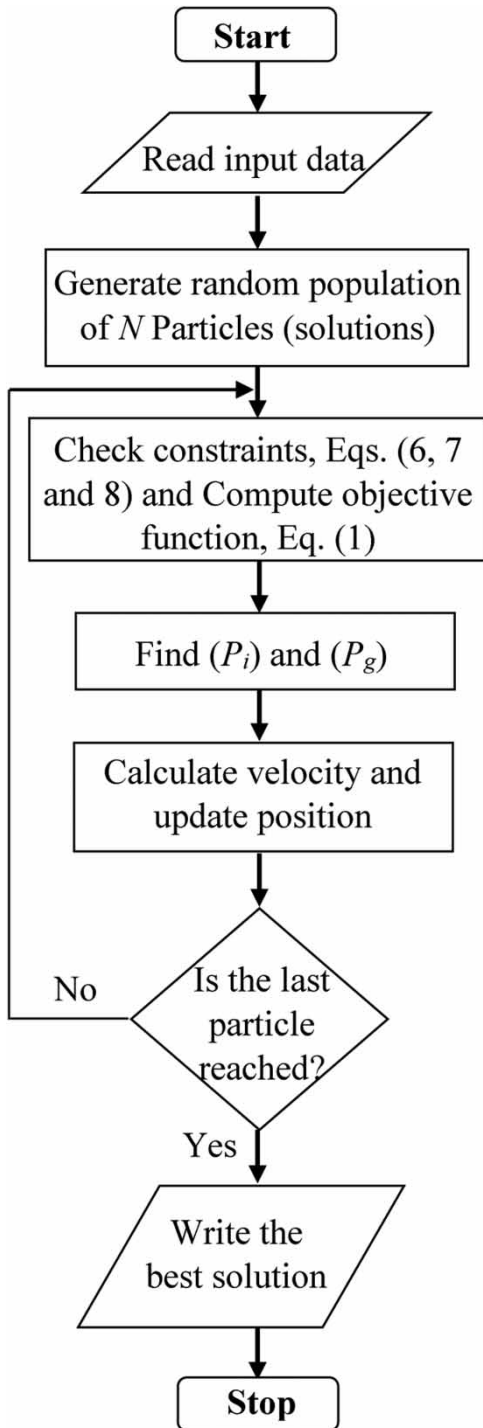 Start
Read input data
Generate random population
of N Particles (solutions)
Check constraints, Eqs. (6, 7
and 8) and Compute objective
function, Eq. (1)
Find (Pi) and (Pg)
Calculate velocity and
update position
No
Is the last
particle
reached?
Yes
Write the
best solution
Stop